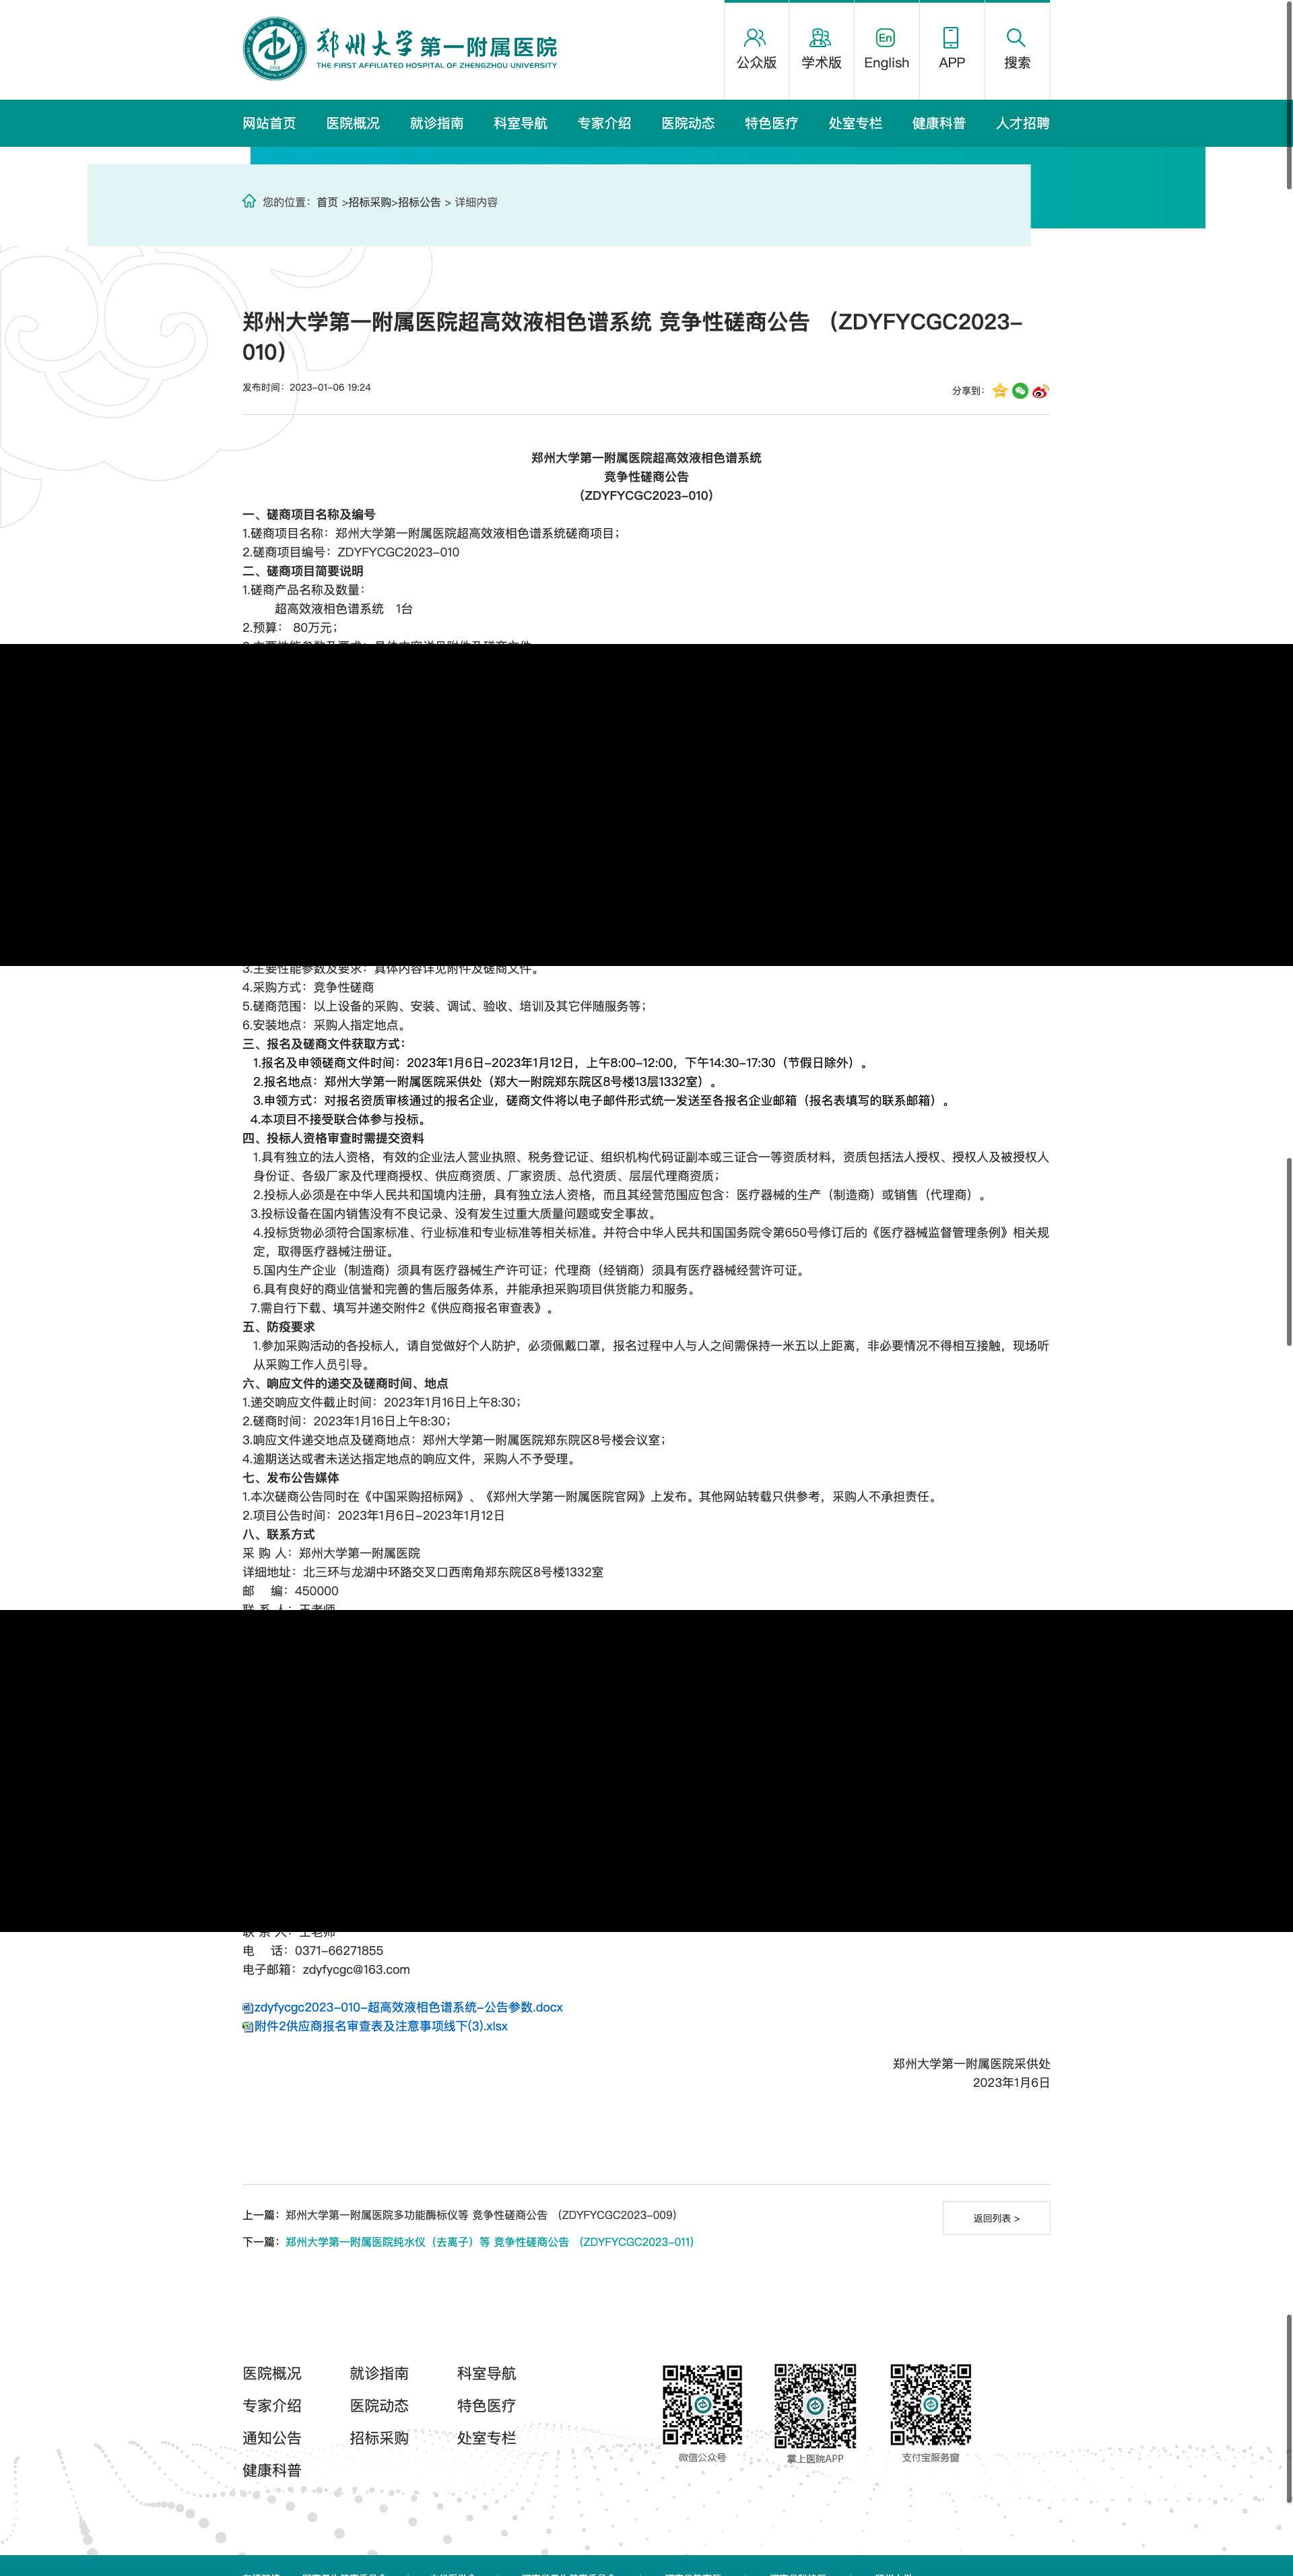 郑州大学第一附属医院
THE FIRST AFFILIATED HOSPITAL OF ZHENGZHOU UNIVERSITY
公众版
学术版
En
English
APP
搜索
网站首页 医院概况 就诊指南 科室导航 专家介绍 医院动态 特色医疗 处室专栏 健康科普 人才招聘
您的位置：首页 >招标采购>招标公告 > 详细内容
郑州大学第一附属医院超高效液相色谱系统 竞争性磋商公告 （ZDYFYCGC2023-
010）
发布时间：2023-01-06 19:24
分享到：
郑州大学第一附属医院超高效液相色谱系统
竞争性磋商公告
（ZDYFYCGC2023-010）
一、磋商项目名称及编号
1.磋商项目名称：郑州大学第一附属医院超高效液相色谱系统磋商项目；
2.磋商项目编号：ZDYFYCGC2023-010
二、磋商项目简要说明
1.磋商产品名称及数量：
超高效液相色谱系统 1台
2.预算： 80万元；
3.主要性能参数及要求：具体内容详见附件及磋商文件。
4.采购方式：竞争性磋商
5.磋商范围：以上设备的采购、安装、调试、验收、培训及其它伴随服务等；
6.安装地点：采购人指定地点。
三、报名及磋商文件获取方式：
1.报名及申领磋商文件时间：2023年1月6日-2023年1月12日，上午8:00-12:00，下午14:30-17:30（节假日除外）。
2.报名地点：郑州大学第一附属医院采供处（郑大一附院郑东院区8号楼13层1332室）。
3.申领方式：对报名资质审核通过的报名企业，磋商文件将以电子邮件形式统一发送至各报名企业邮箱（报名表填写的联系邮箱）。
4.本项目不接受联合体参与投标。
四、投标人资格审查时需提交资料
1.具有独立的法人资格，有效的企业法人营业执照、税务登记证、组织机构代码证副本或三证合一等资质材料，资质包括法人授权、授权人及被授权人
身份证、各级厂家及代理商授权、供应商资质、厂家资质、总代资质、层层代理商资质；
2.投标人必须是在中华人民共和国境内注册，具有独立法人资格，而且其经营范围应包含：医疗器械的生产（制造商）或销售（代理商）。
3.投标设备在国内销售没有不良记录、没有发生过重大质量问题或安全事故。
4.投标货物必须符合国家标准、行业标准和专业标准等相关标准。并符合中华人民共和国国务院令第650号修订后的《医疗器械监督管理条例》相关规
定，取得医疗器械注册证。
5.国内生产企业（制造商）须具有医疗器械生产许可证；代理商（经销商）须具有医疗器械经营许可证。
6.具有良好的商业信誉和完善的售后服务体系，并能承担采购项目供货能力和服务。
7.需自行下载、填写并递交附件2《供应商报名审查表》。
五、防疫要求
1.参加采购活动的各投标人，请自觉做好个人防护，必须佩戴口罩，报名过程中人与人之间需保持一米五以上距离，非必要情况不得相互接触，现场听
从采购工作人员引导。
六、响应文件的递交及磋商时间、地点
1.递交响应文件截止时间：2023年1月16日上午8:30；
2.磋商时间：2023年1月16日上午8:30；
3.响应文件递交地点及磋商地点：郑州大学第一附属医院郑东院区8号楼会议室；
4.逾期送达或者未送达指定地点的响应文件，采购人不予受理。
七、发布公告媒体
1.本次磋商公告同时在《中国采购招标网》、《郑州大学第一附属医院官网》上发布。其他网站转载只供参考，采购人不承担责任。
2.项目公告时间：2023年1月6日-2023年1月12日
八、联系方式
采 购 人：郑州大学第一附属医院
详细地址：北三环与龙湖中环路交叉口西南角郑东院区8号楼1332室
邮 编：450000
联 系 人：王老师
电 话：0371-66271855
电子邮箱：zdyfycgc@163.com
zdyfycgc2023-010-超高效液相色谱系统-公告参数.docx
附件2供应商报名审查表及注意事项线下(3).xlsx
郑州大学第一附属医院采供处
2023年1月6日
上一篇：郑州大学第一附属医院多功能酶标仪等 竞争性磋商公告 （ZDYFYCGC2023-009）
返回列表 >
下一篇：郑州大学第一附属医院纯水仪（去离子）等 竞争性磋商公告 （ZDYFYCGC2023-011）
医院概况 就诊指南 科室导航
专家介绍 医院动态 特色医疗
通知公告 招标采购 处室专栏
健康科普
微信公众号
掌上医院APP
支付宝服务窗